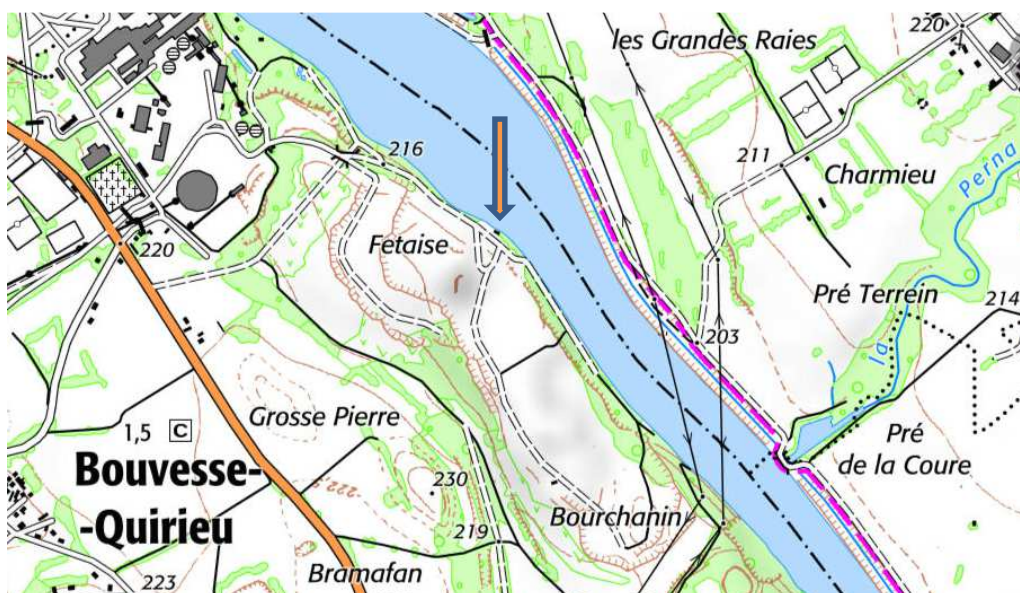 220
les Grandes Raies
216
211
Charmieu
Perna
220
Fetaise
Pré Terrein
214
203
la
Grosse Pierre
1,5 C
Pré
de la Coure
Bouvesse-
-Quirieu
222
230
Bourchanin
219
Bramafan
223